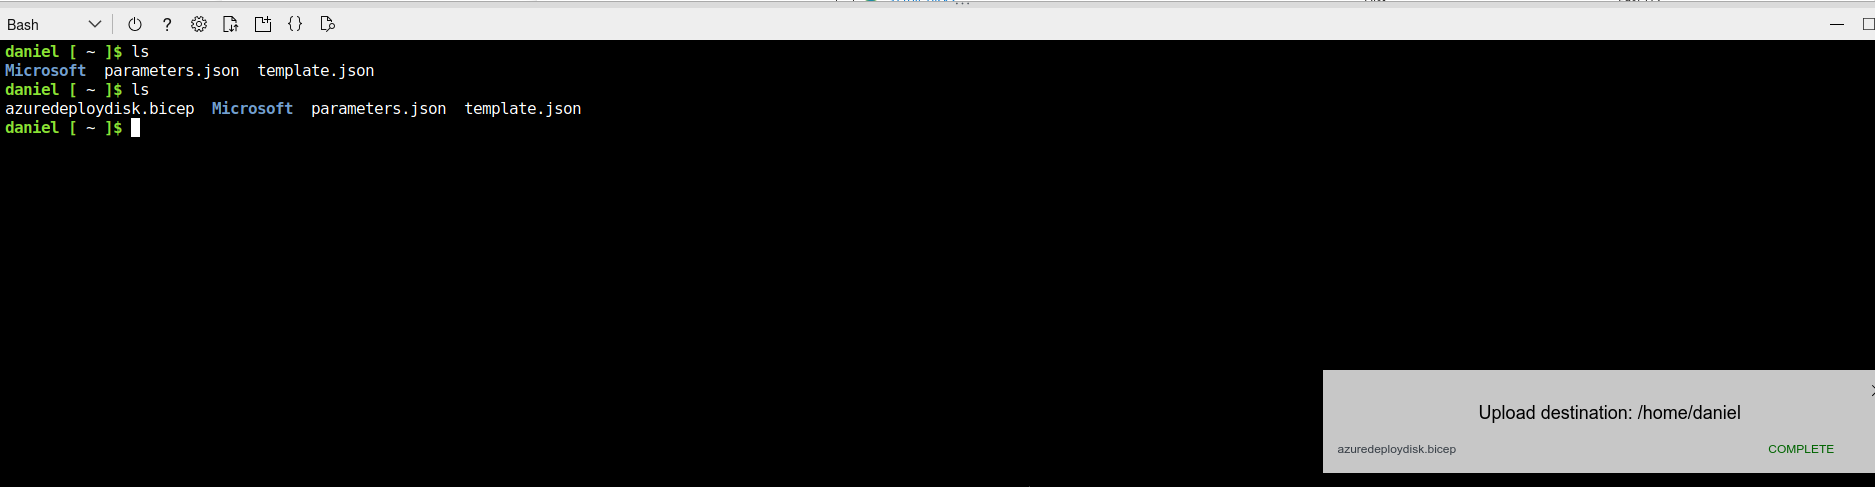 Bash
daniel [ ~ ]$ ls
Microsoft  parameters.json  template.json
daniel [ ~ ]$ ls
azuredeploydisk.bicep  Microsoft  parameters.json  template.json
daniel [ ~ ]$
Upload destination: /home/daniel
azuredeploydisk.bicep COMPLETE